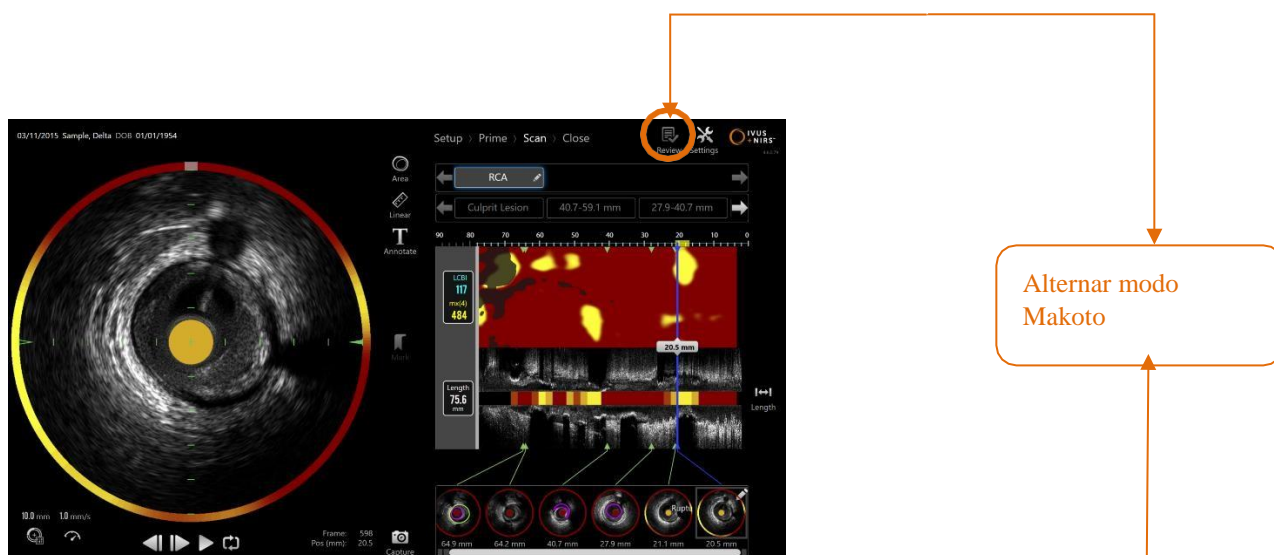 03/11/2015 Sample, Delta DOB 01/01/1954
Setup > Prime > Scan > Close
Review
Settings
IVUS
+NIRS
Area
Linear
T
Annotate
Mark
RCA
Culprit Lesion
40.7-59.1 mm
27.9-40.7 mm
90 80 70 60 50 40 30 20 10 0
LCBI
117
mx(4)
484
20.5 mm
Length
75.6
mm
Length
Alternar modo
Makoto
Ruptu
64.9 mm 64.2 mm 40.7 mm 27.9 mm 21.1 mm 20.5 mm
10.0 mm 1.0 mm/s
Frame: 598
Pos (mm): 20.5
Capture